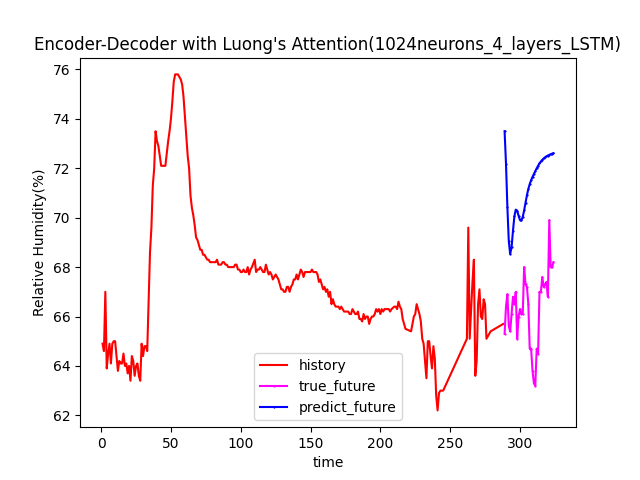 Encoder-Decoder with Luong's Attention(1024neurons_4_layers_LSTM)
76
74
72
70
68
66
64
62
Relative Humidity(%)
history
true_future
predict_future
0
50
100
150
200
250
300
time